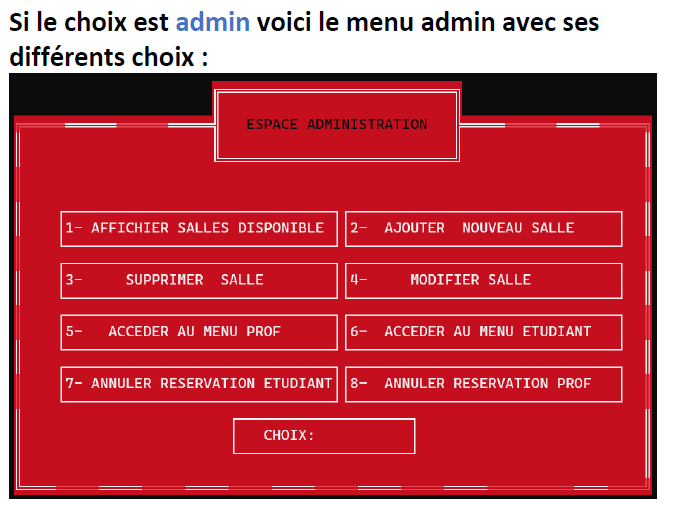 Si le choix est admin voici le menu admin avec ses
différents choix :
ESPACE ADMINISTRATION
1- AFFICHIER SALLES DISPONIBLE
2- AJOUTER NOUVEAU SALLE
3- SUPPRIMER SALLE
4- MODIFIER SALLE
5- ACCEDER AU MENU PROF
6- ACCEDER AU MENU ETUDIANT
7- ANNULER RESERVATION ETUDIANT
8- ANNULER RESERVATION PROF
CHOIX: